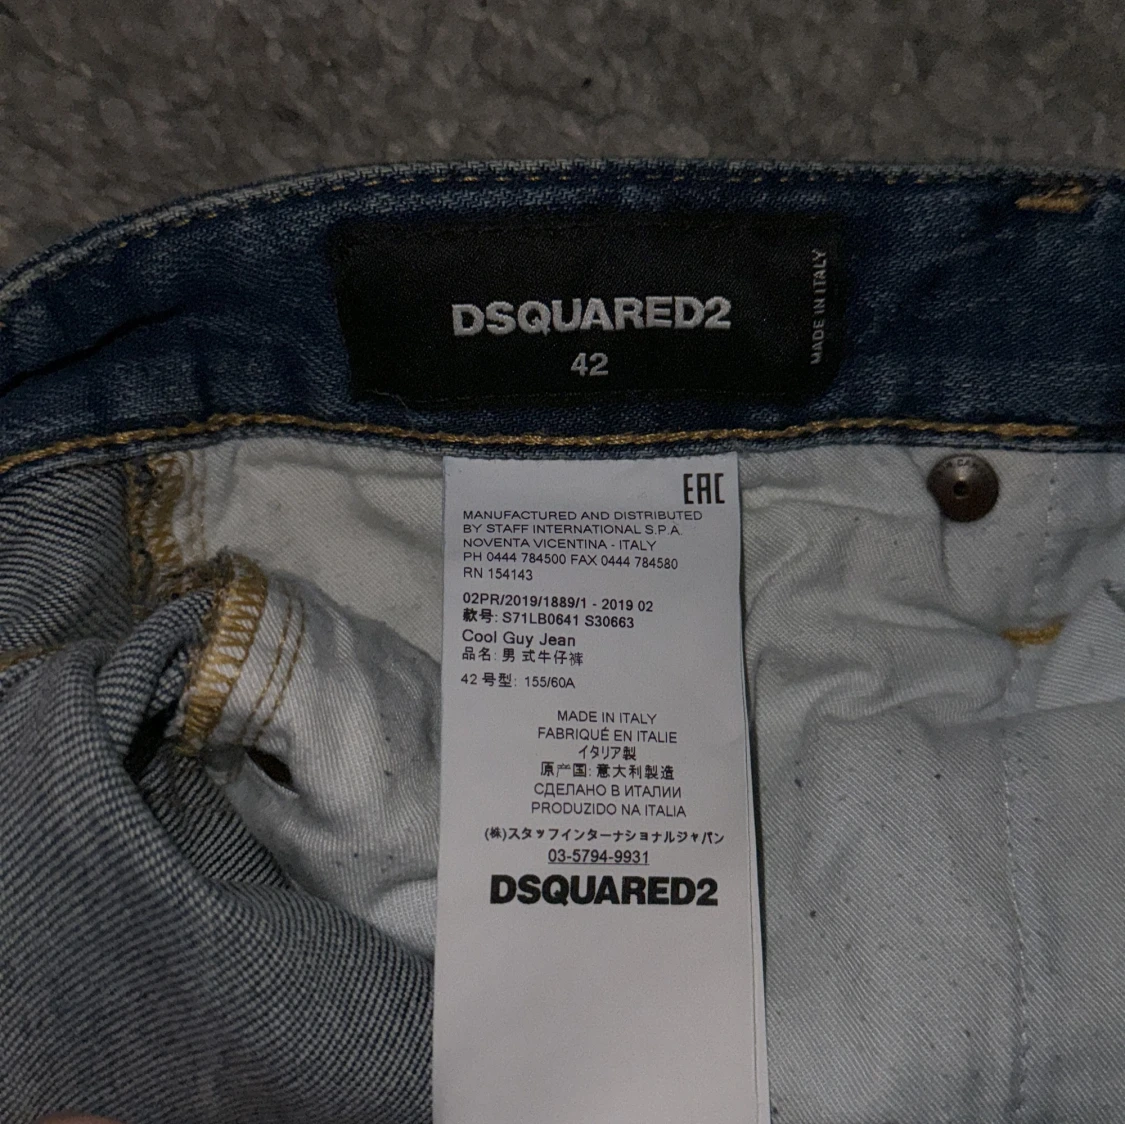 DSQUARED2
42
MADE IN ITALY
EAC
MANUFACTURED AND DISTRIBUTED
BY STAFF INTERNATIONAL S.P.A.
NOVENTA VICENTINA - ITALY
PH 0444 784500 FAX 0444 784580
RN 154143
02PR/2019/1889/1 - 2019 02
款号: S71LB0641 S30663
Cool Guy Jean
品名: 男 式牛仔裤
42 号型: 155/60A
MADE IN ITALY
FABRIQUÉ EN ITALIE
イタリア製
原产国: 意大利製造
СДЕЛАНО В ИТАЛИИ
PRODUZIDO NA ITALIA
(株)スタッフインターナショナルジャパン
03-5794-9931
DSQUARED2